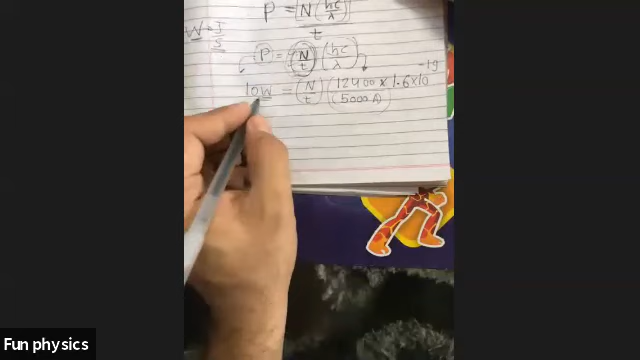 P = N (hc/λ) / t
W → J/S
P = (N/t) (hc/λ)
10W = (N/t) (12400 × 1.6×10^-19 / (5000 A))
Fun physics